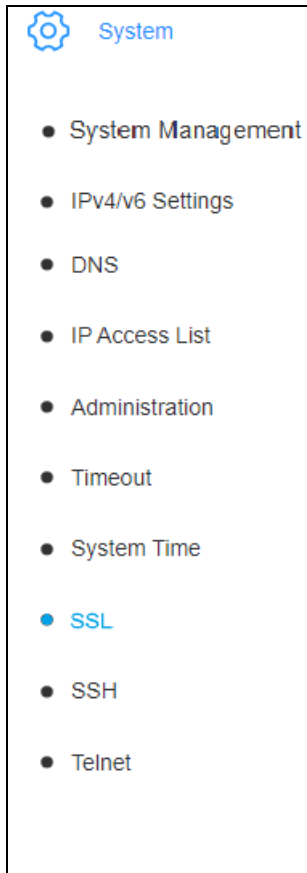 System
System Management
IPv4/v6 Settings
DNS
IP Access List
Administration
Timeout
System Time
SSL
SSH
Telnet